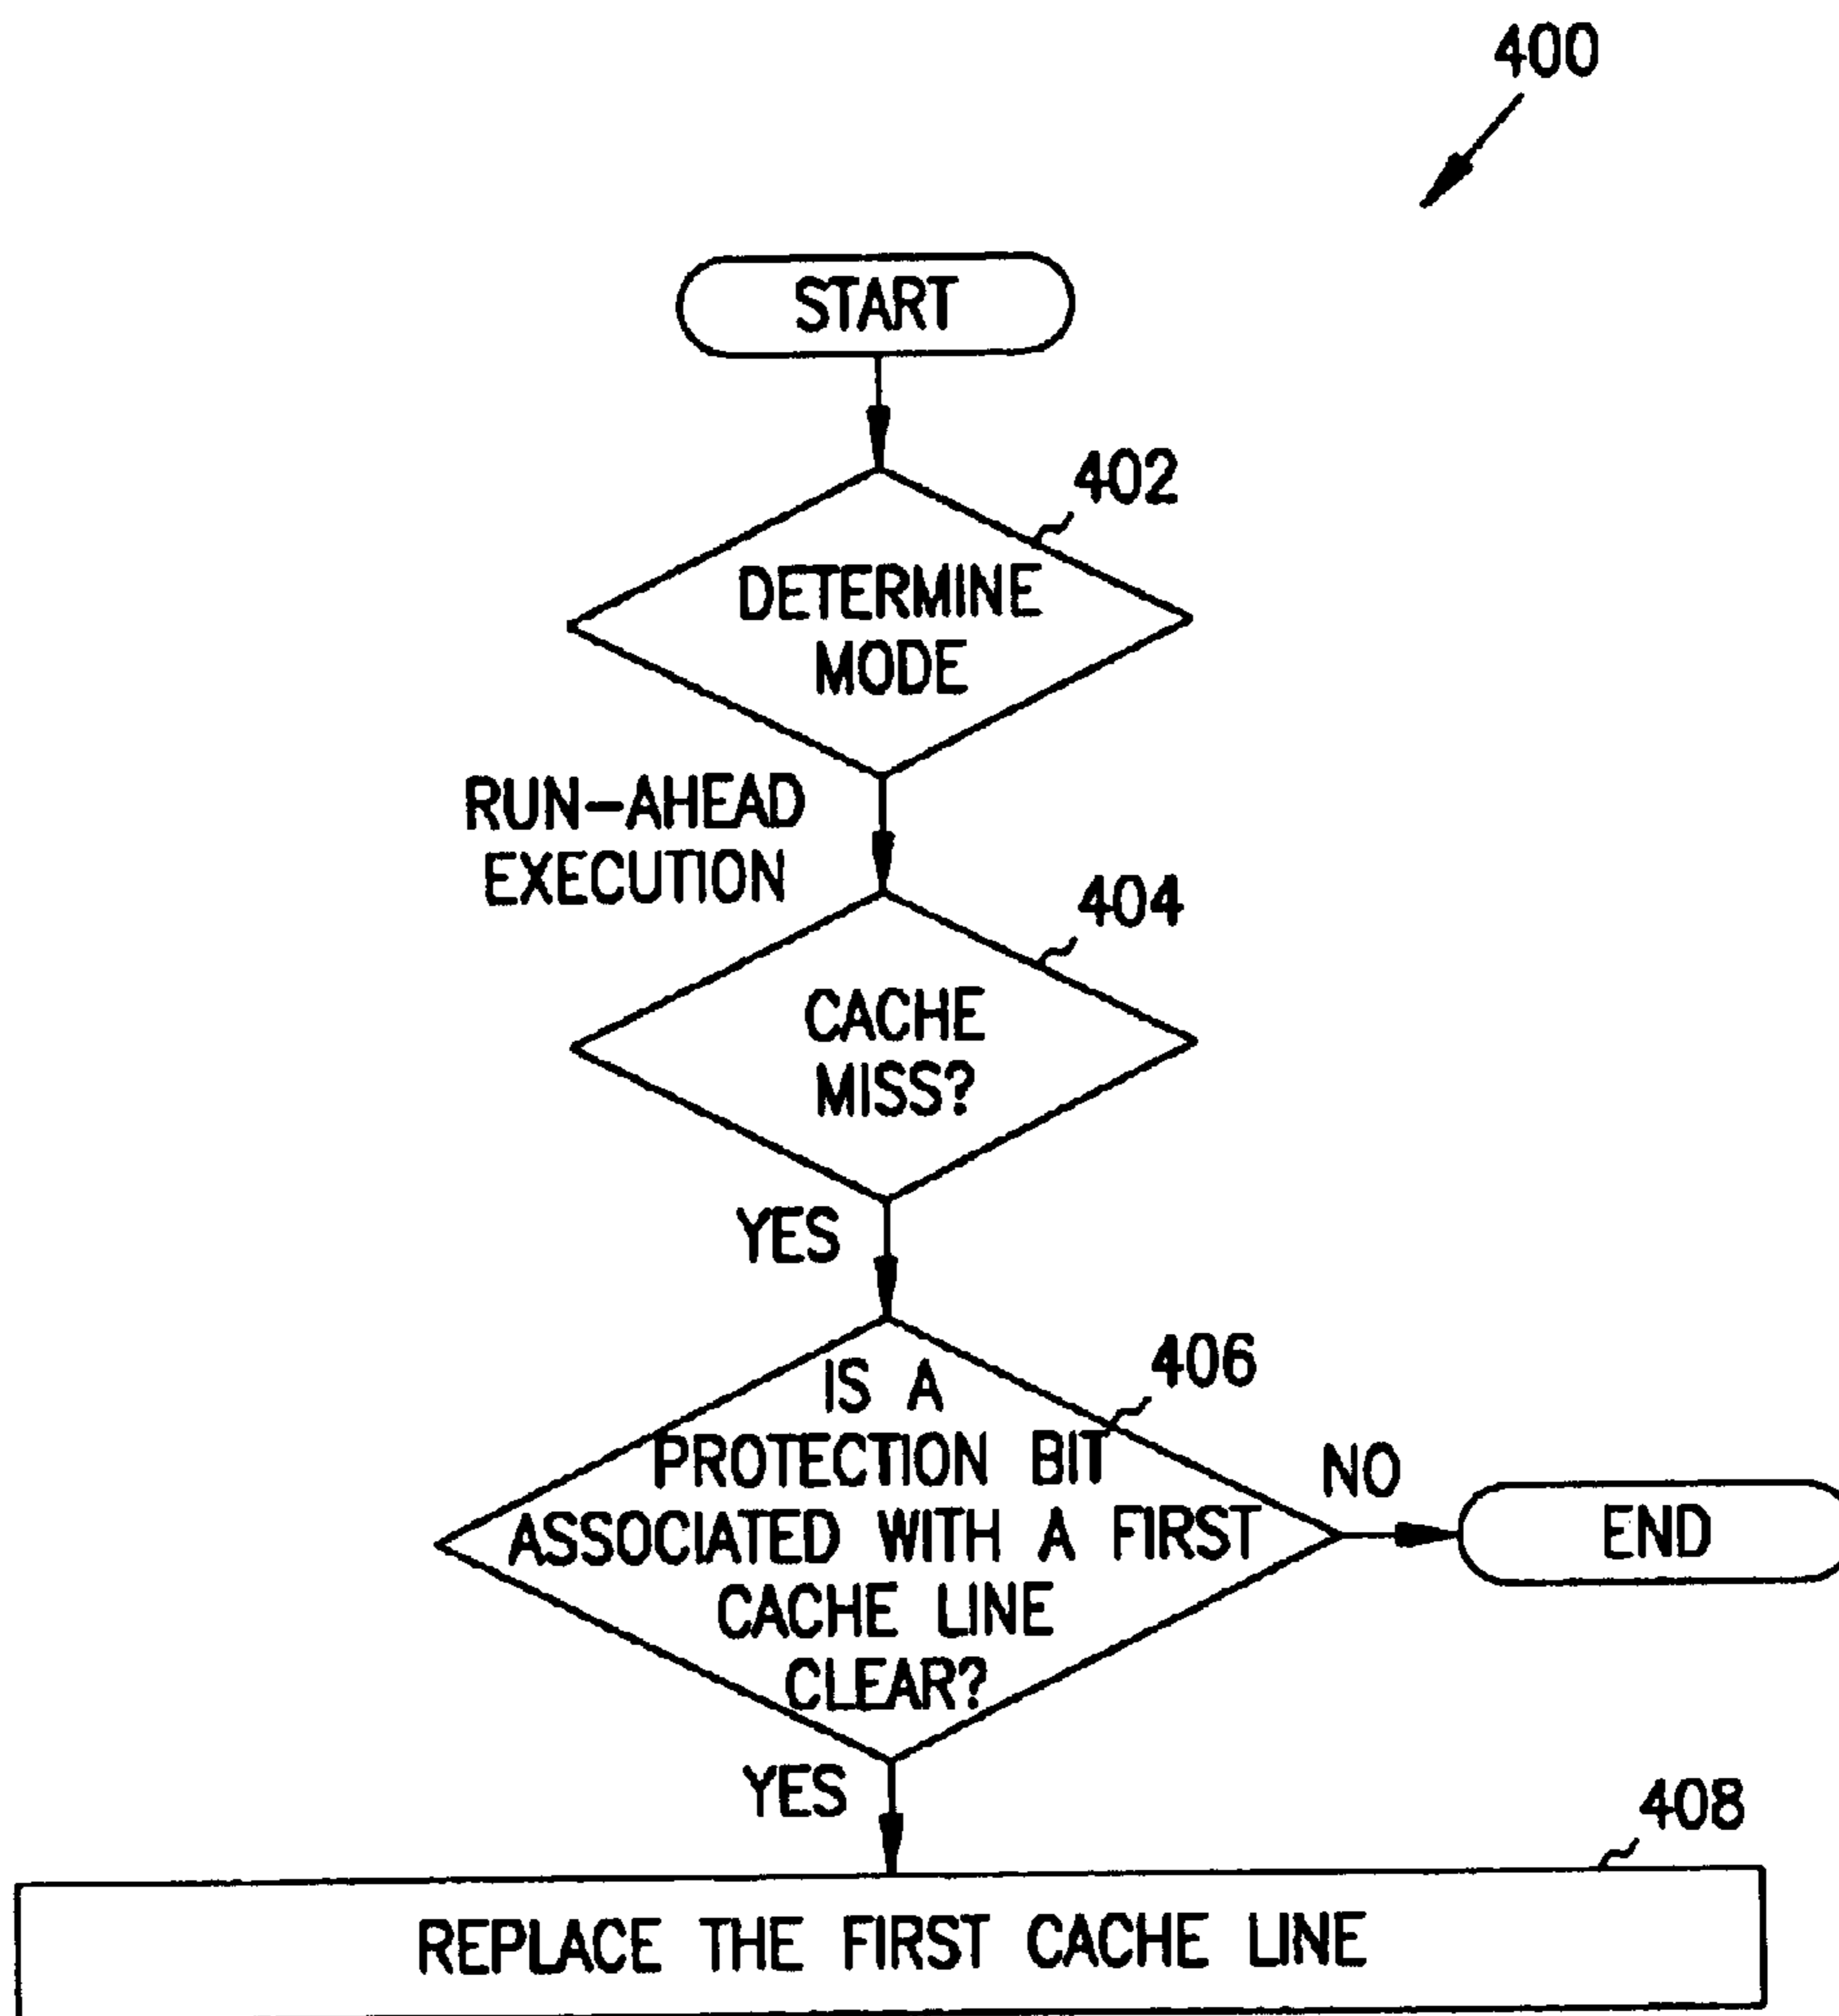 400
START
402
DETERMINE
MODE
RUN-AHEAD
EXECUTION
404
CACHE
MISS?
YES
406
IS A
PROTECTION BIT
ASSOCIATED WITH A FIRST
CACHE LINE
CLEAR?
NO
END
YES
408
REPLACE THE FIRST CACHE LINE